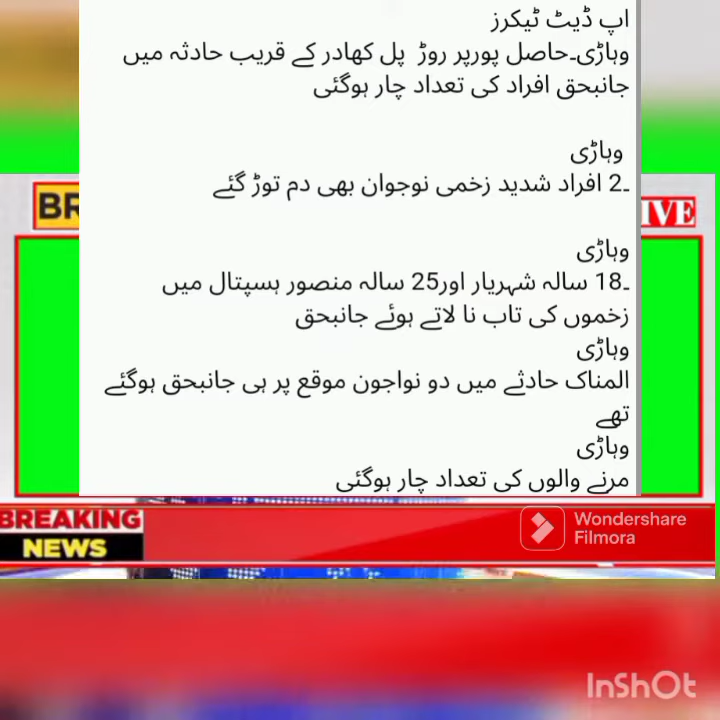 اپ ڈیٹ ٹیکرز
وہاڑی۔حاصل پورپر روڑ پل کھادر کے قریب حادثہ میں
جانبحق افراد کی تعداد چار ہوگئی
وہاڑی
۔2 افراد شدید زخمی نوجوان بھی دم توڑ گئے
BR
IVE
وہاڑی
۔18 سالہ شہریار اور25 سالہ منصور ہسپتال میں
زخموں کی تاب نا لاتے ہوئے جانبحق
وہاڑی
المناک حادثے میں دو نواجون موقع پر ہی جانبحق ہوگئے
تھے
وہاڑی
مرنے والوں کی تعداد چار ہوگئی
BREAKING
NEWS
Wondershare
Filmora
InShOt